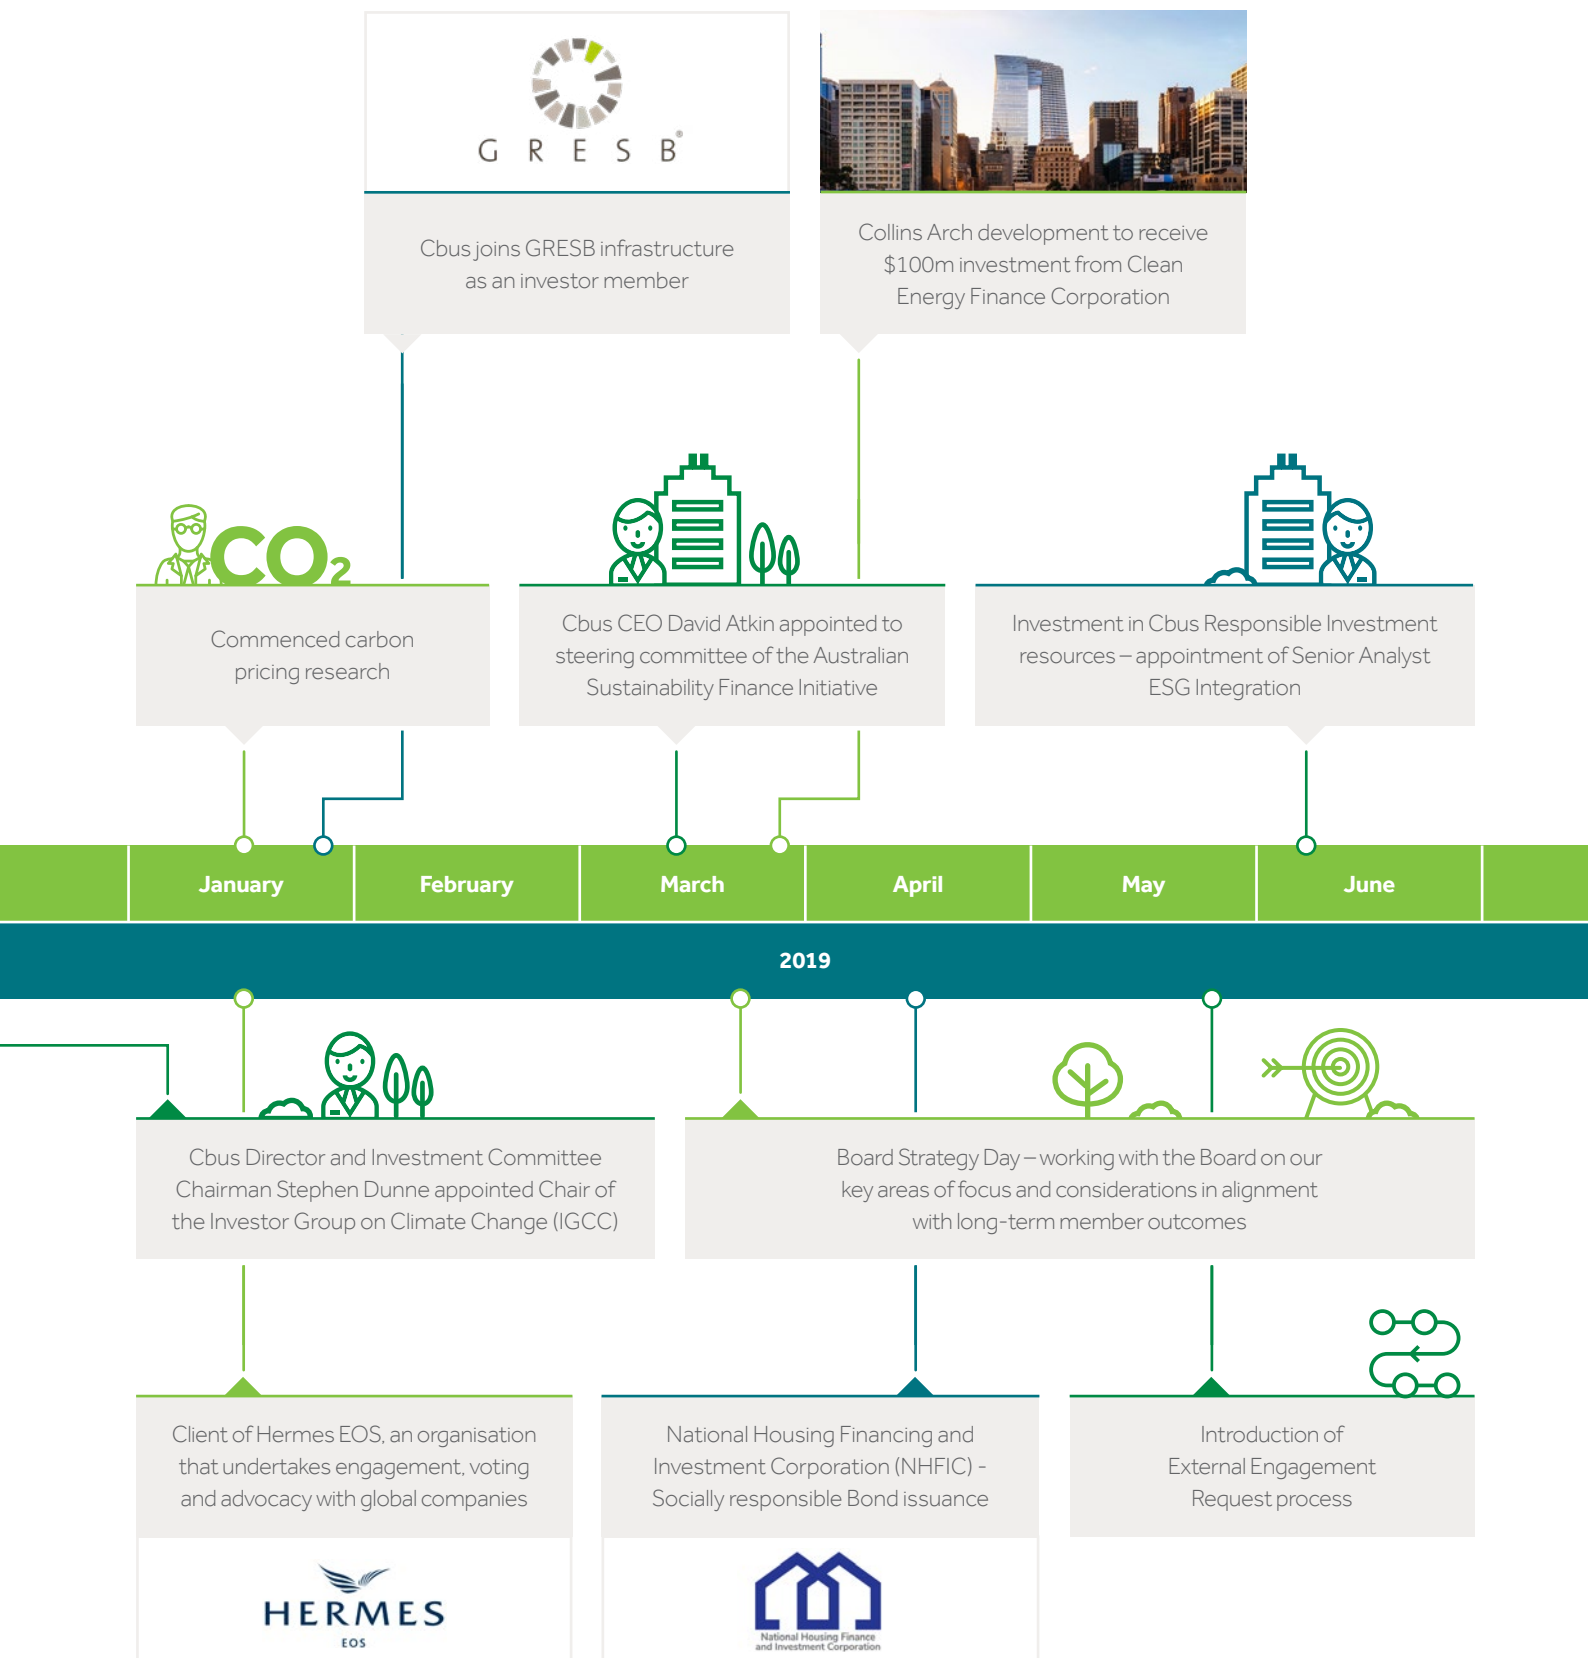 GRESB®
Cbus joins GRESB infrastructure
as an investor member
Collins Arch development to receive
$100m investment from Clean
Energy Finance Corporation
CO2
Commenced carbon
pricing research
Cbus CEO David Atkin appointed to
steering committee of the Australian
Sustainability Finance Initiative
Investment in Cbus Responsible Investment
resources – appointment of Senior Analyst
ESG Integration
January
February
March
April
May
June
2019
Cbus Director and Investment Committee
Chairman Stephen Dunne appointed Chair of
the Investor Group on Climate Change (IGCC)
Board Strategy Day – working with the Board on our
key areas of focus and considerations in alignment
with long-term member outcomes
Client of Hermes EOS, an organisation
that undertakes engagement, voting
and advocacy with global companies
HERMES
EOS
National Housing Financing and
Investment Corporation (NHFIC) -
Socially responsible Bond issuance
National Housing Finance
and Investment Corporation
Introduction of
External Engagement
Request process